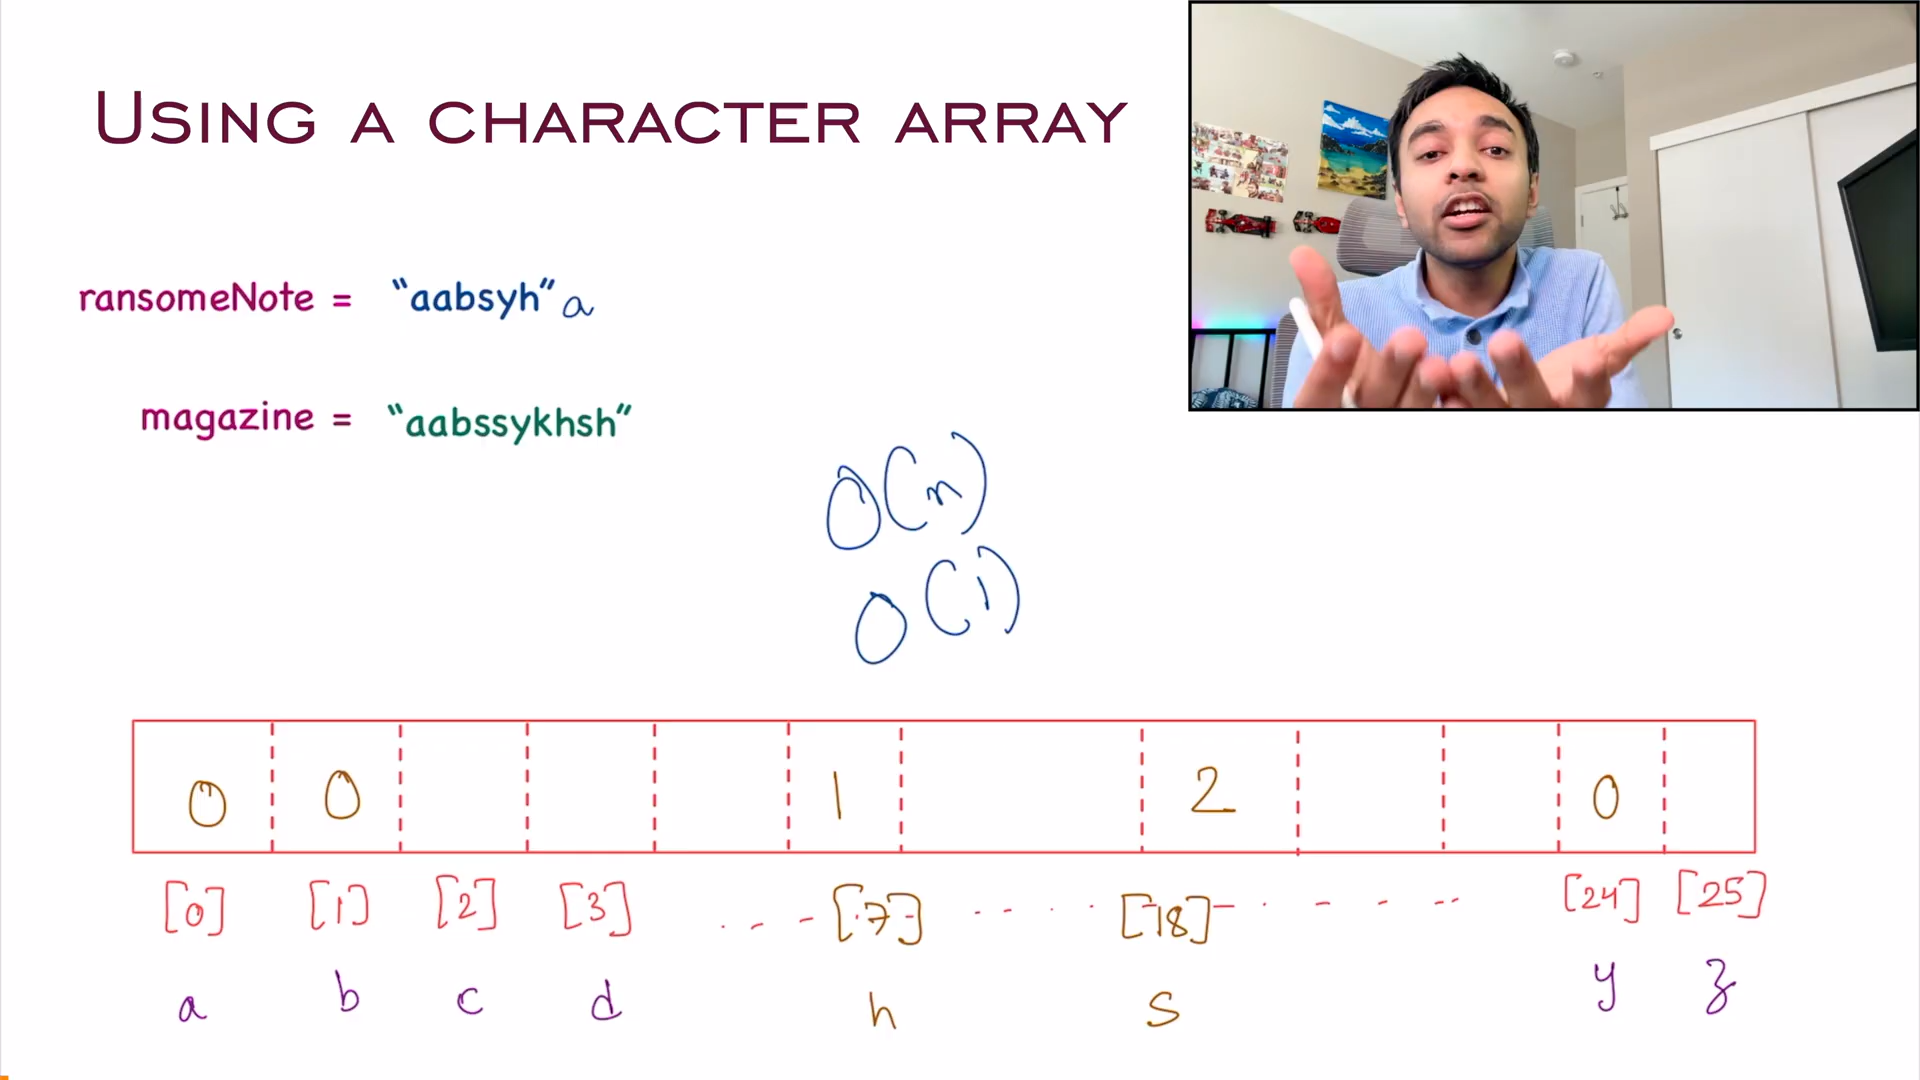 USING A CHARACTER ARRAY
ransomeNote = “aabsyh” a
magazine = “aabssykhsh”
O(n)
O(1)
0 0 1 2 0
[0] [1] [2] [3] [7] [18] [24] [25]
a b c d h s y z